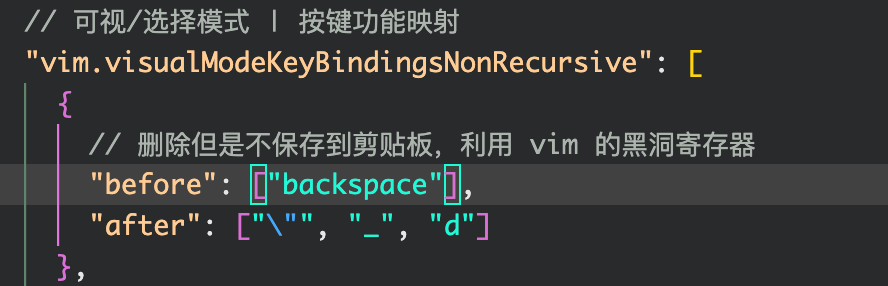 // 可视/选择模式 | 按键功能映射
"vim.visualModeKeyBindingsNonRecursive": [
{
// 删除但是不保存到剪贴板, 利用 vim 的黑洞寄存器
"before": ["backspace"],
"after": ["\"", "_", "d"]
},